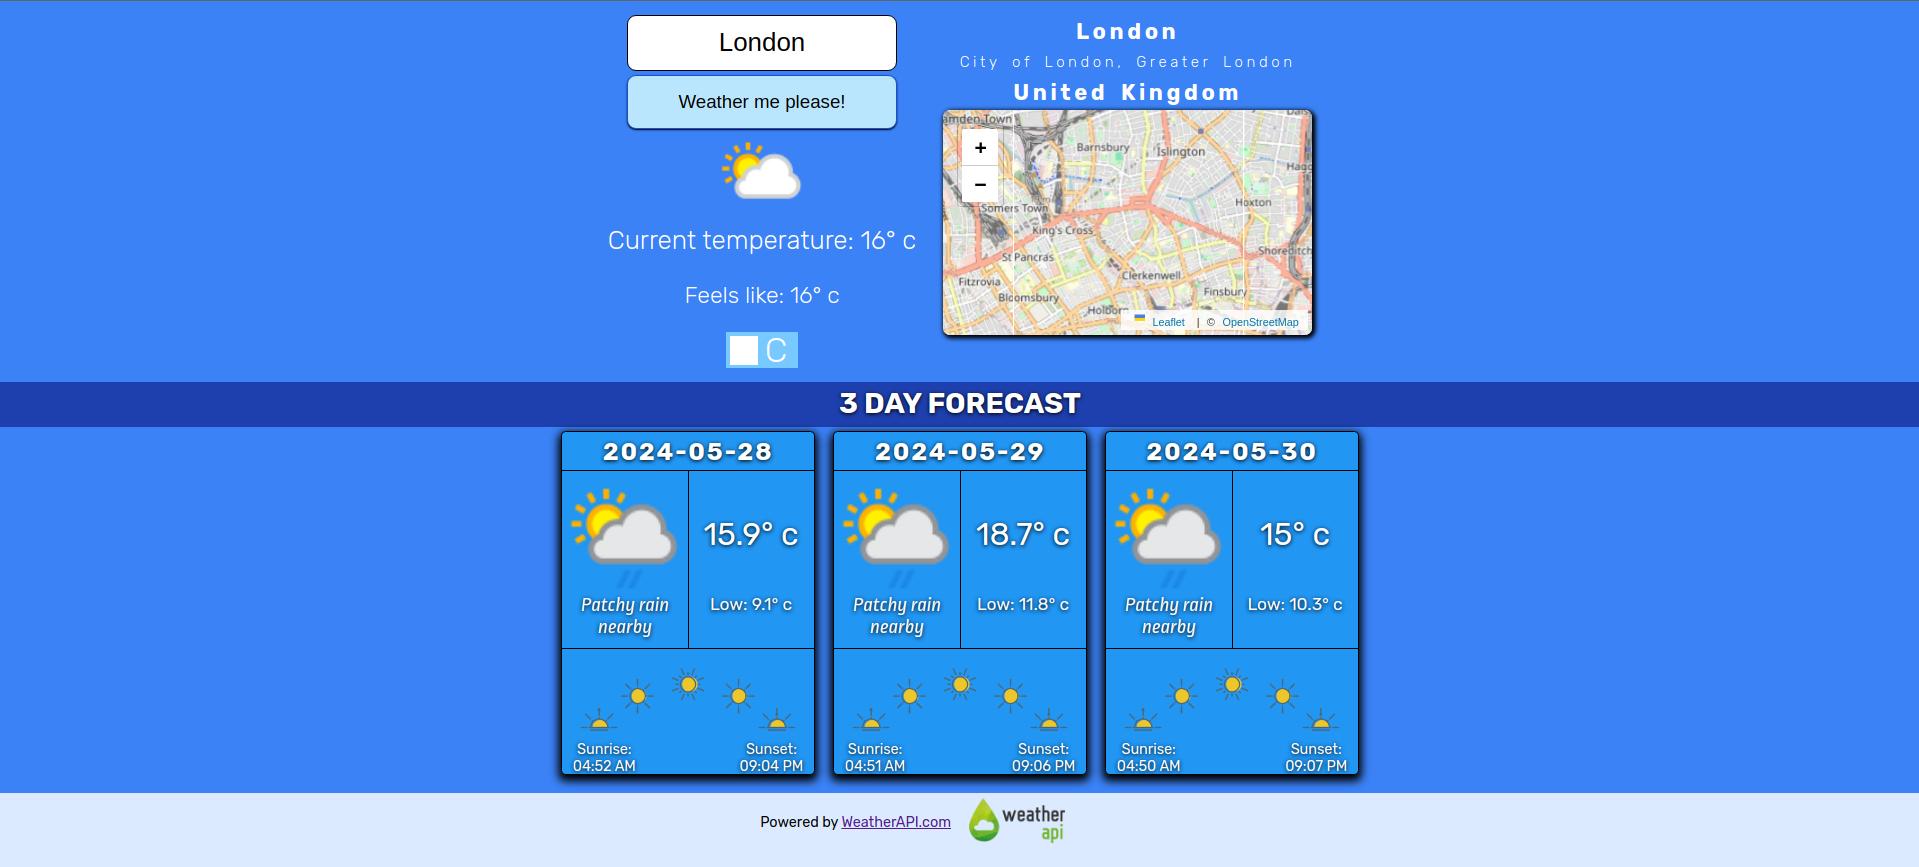 London
Weather me please!
Current temperature: 16° c
Feels like: 16° c
C
London
City of London, Greater London
United Kingdom
amden Town
Barnsbury
Islington
Somers Town
Hoxton
King's Cross
Shoreditch
St Pancras
Clerkenwell
Fitzrovia
Finsbury
Bloomsbury
Holborn
+
−
Leaflet | © OpenStreetMap
3 DAY FORECAST
2024-05-28
15.9° c
Patchy rain
nearby
Low: 9.1° c
Sunrise:
04:52 AM
Sunset:
09:04 PM
2024-05-29
18.7° c
Patchy rain
nearby
Low: 11.8° c
Sunrise:
04:51 AM
Sunset:
09:06 PM
2024-05-30
15° c
Patchy rain
nearby
Low: 10.3° c
Sunrise:
04:50 AM
Sunset:
09:07 PM
Powered by WeatherAPI.com
weather
api